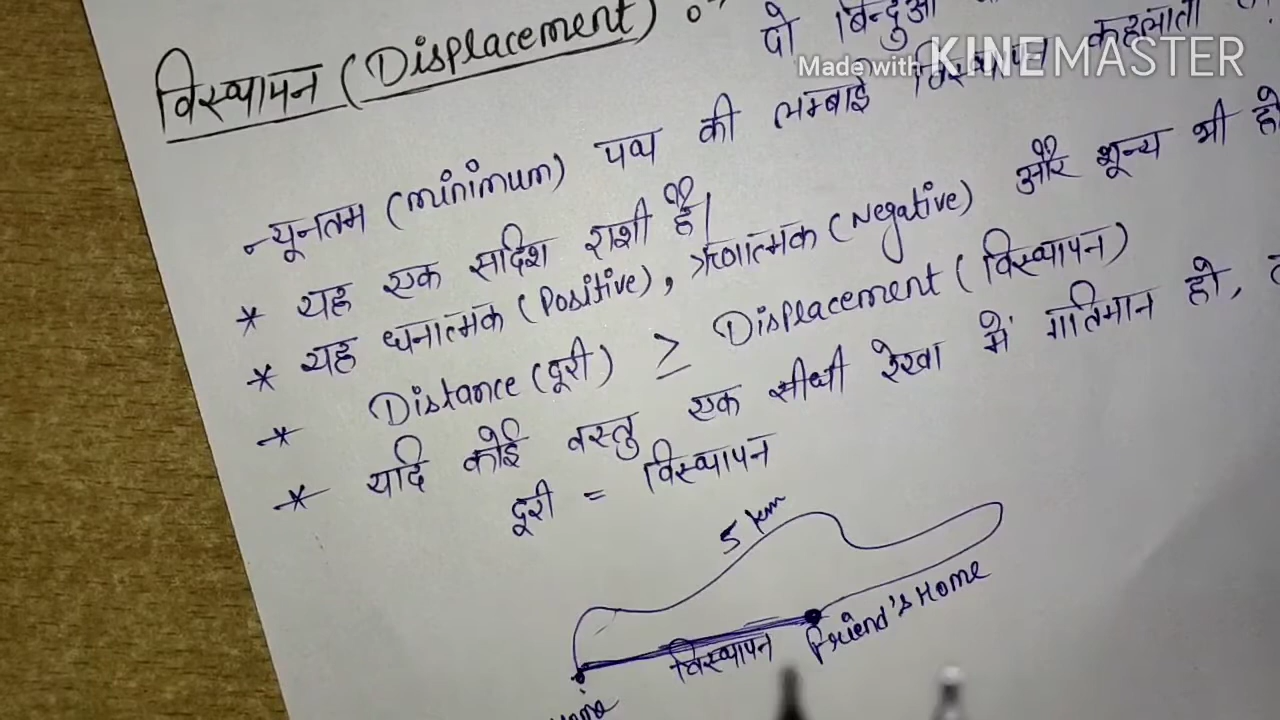 विस्थापन (Displacement) :-
दो बिन्दुओं
Made with KINEMASTER
न्यूनतम (minimum) पथ की लम्बाई विस्थापन कहलाता
* यह एक सदिश राशी है।
* यह धनात्मक (Positive), ऋणात्मक (Negative) और शून्य भी हो
* Distance (दूरी) ≥ Displacement (विस्थापन)
* यदि कोई वस्तु एक सीधी रेखा में गतिमान हो,
दूरी = विस्थापन
5 km
विस्थापन
Friend's Home